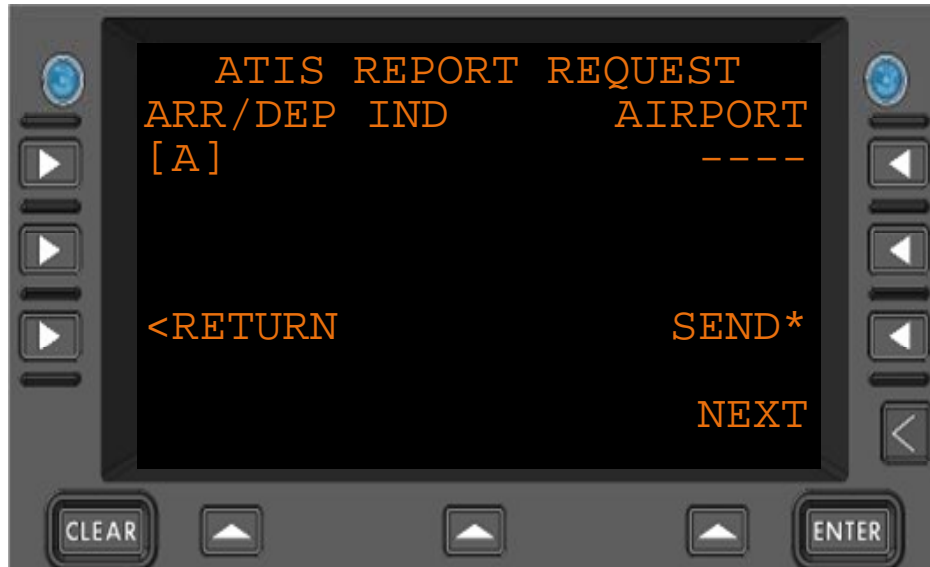 ATIS REPORT REQUEST
ARR/DEP IND AIRPORT
[A] ----
<RETURN SEND*
NEXT
CLEAR ENTER